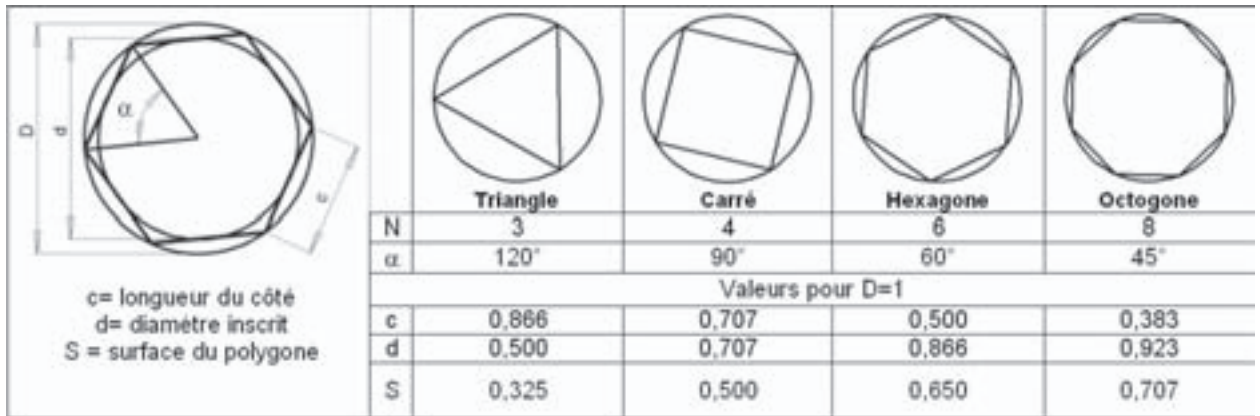 D
d
α
c
c= longueur du côté
d= diamètre inscrit
S = surface du polygone
Triangle Carré Hexagone Octogone
N 3 4 6 8
α 120° 90° 60° 45°
Valeurs pour D=1
c 0,866 0,707 0,500 0,383
d 0,500 0,707 0,866 0,923
S 0,325 0,500 0,650 0,707